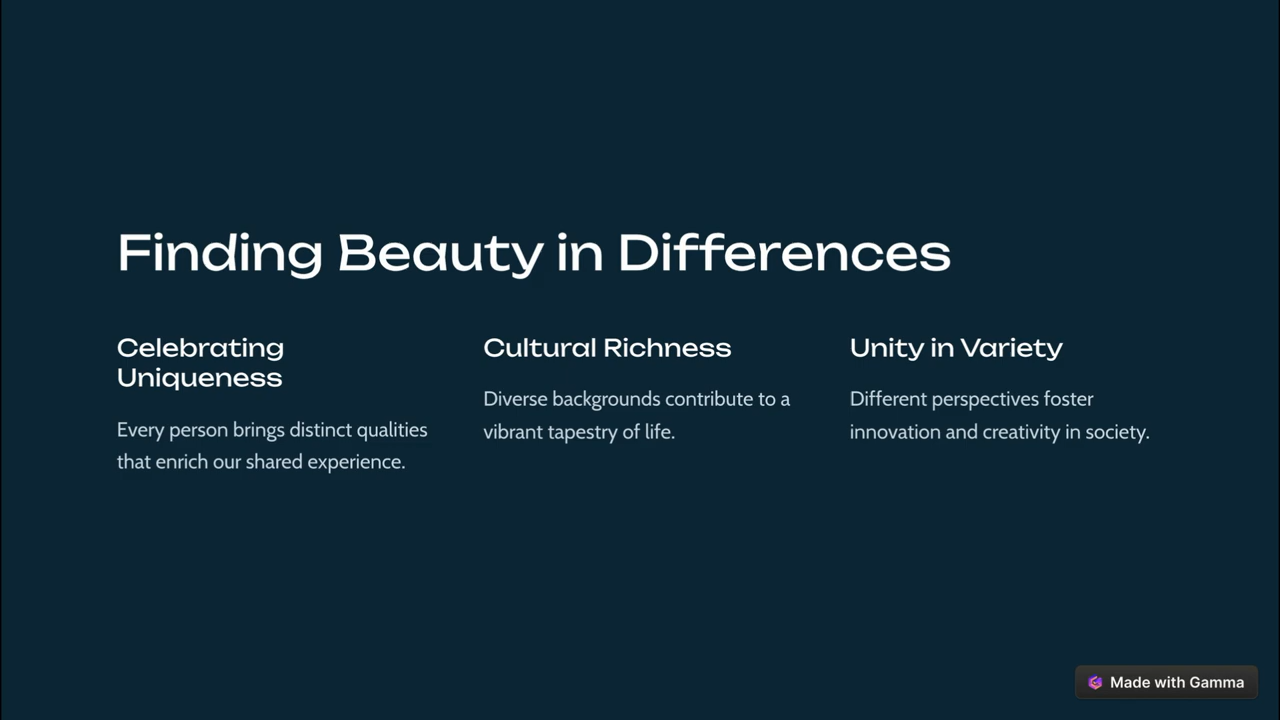 Finding Beauty in Differences
Celebrating
Uniqueness
Every person brings distinct qualities
that enrich our shared experience.
Cultural Richness
Diverse backgrounds contribute to a
vibrant tapestry of life.
Unity in Variety
Different perspectives foster
innovation and creativity in society.
Made with Gamma